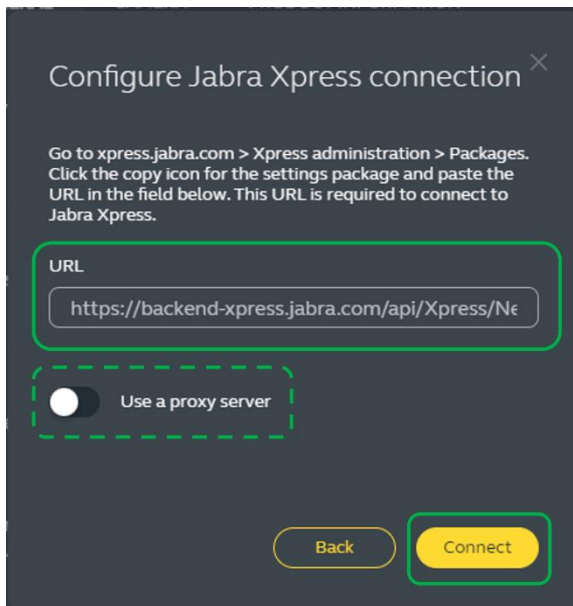 Configure Jabra Xpress connection
Go to xpress.jabra.com > Xpress administration > Packages.
Click the copy icon for the settings package and paste the
URL in the field below. This URL is required to connect to
Jabra Xpress.
URL
https://backend-xpress.jabra.com/api/Xpress/Ne
Use a proxy server
Back
Connect